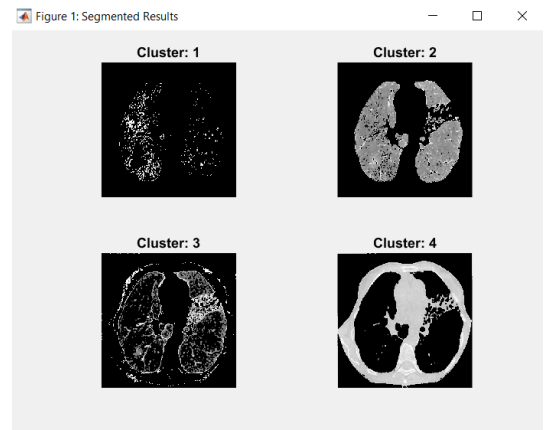 Figure 1: Segmented Results
Cluster: 1
Cluster: 2
Cluster: 3
Cluster: 4